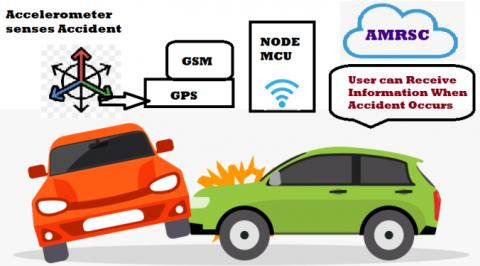 Accelerometer
senses Accident
GSM
GPS
NODE
MCU
AMRSC
User can Receive
Information When
Accident Occurs